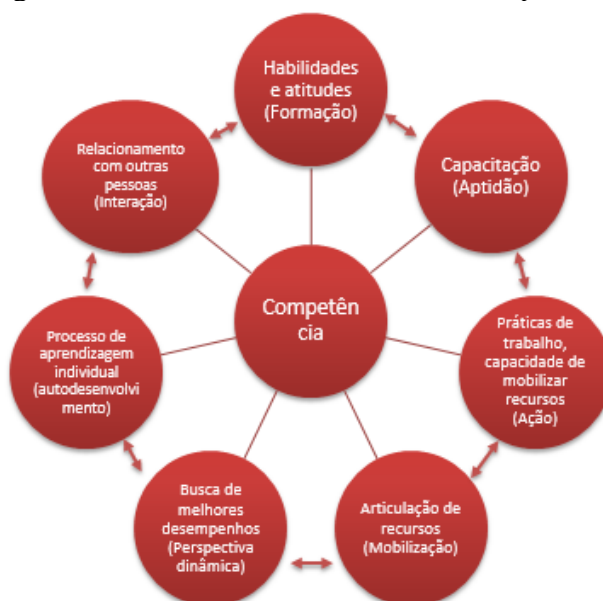 Habilidades
e atitudes
(Formação)
Capacitação
(Aptidão)
Práticas de
trabalho,
capacidade de
mobilizar
recursos
(Ação)
Articulação de
recursos
(Mobilização)
Busca de
melhores
desempenhos
(Perspectiva
dinâmica)
Processo de
aprendizagem
individual
(autodesenvolvi
mento)
Relacionamento
com outras
pessoas
(Interação)
Competên
cia